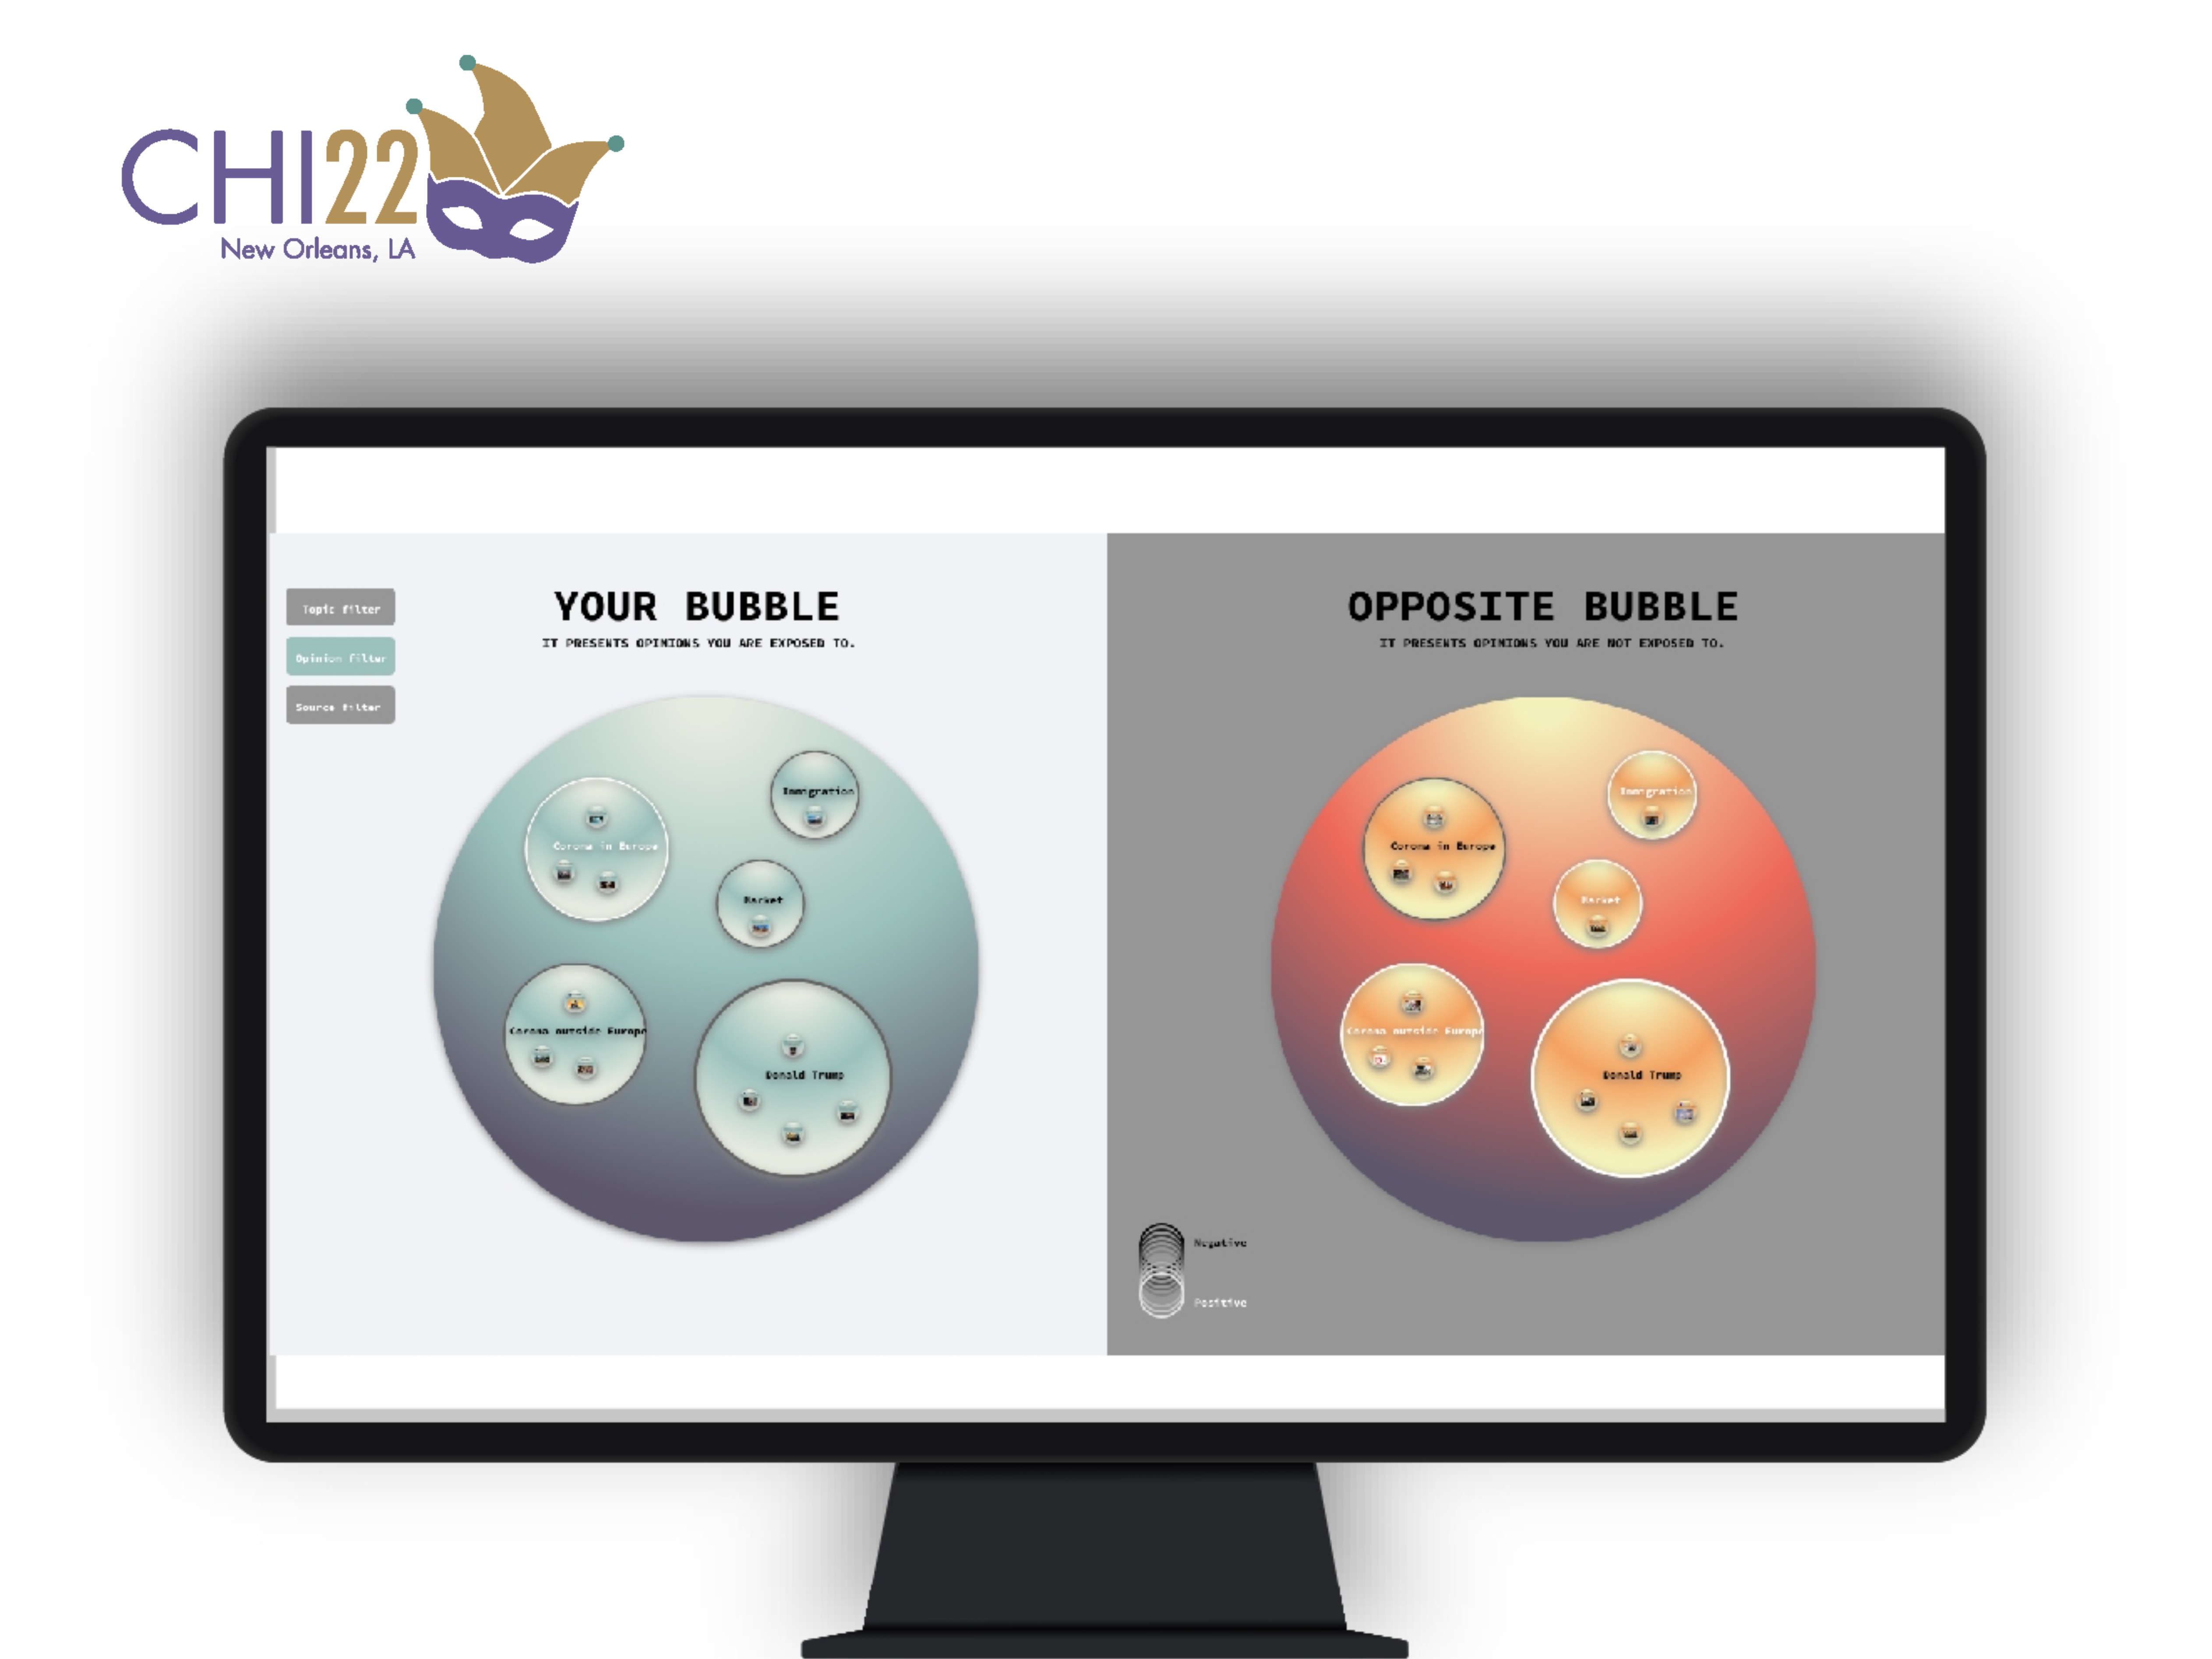 CHI22
New Orleans, LA
YOUR BUBBLE
IT PRESENTS OPINIONS YOU ARE EXPOSED TO.
Topic filter
Opinion filter
Source filter
Immigration
Corona in Europe
Market
Corona outside Europe
Donald Trump
OPPOSITE BUBBLE
IT PRESENTS OPINIONS YOU ARE NOT EXPOSED TO.
Immigration
Corona in Europe
Market
Corona outside Europe
Donald Trump
Negative
Positive